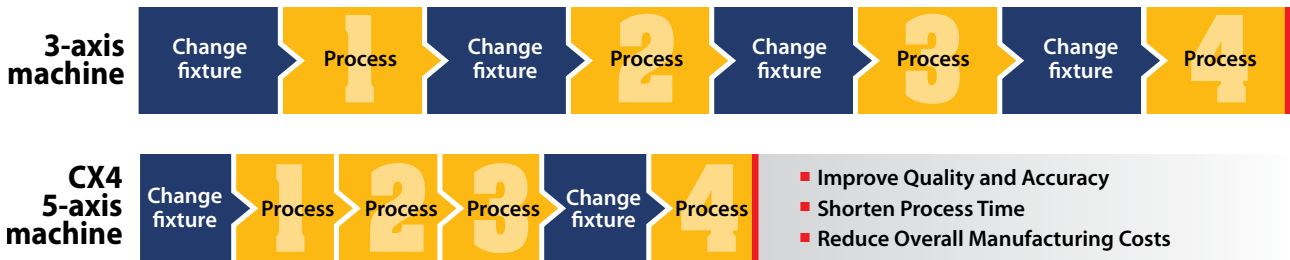 3-axis
machine
Change
fixture
Process
1
Change
fixture
Process
2
Change
fixture
Process
3
Change
fixture
Process
4
CX4
5-axis
machine
Change
fixture
Process
1
Process
2
Process
3
Change
fixture
Process
4
Improve Quality and Accuracy
Shorten Process Time
Reduce Overall Manufacturing Costs